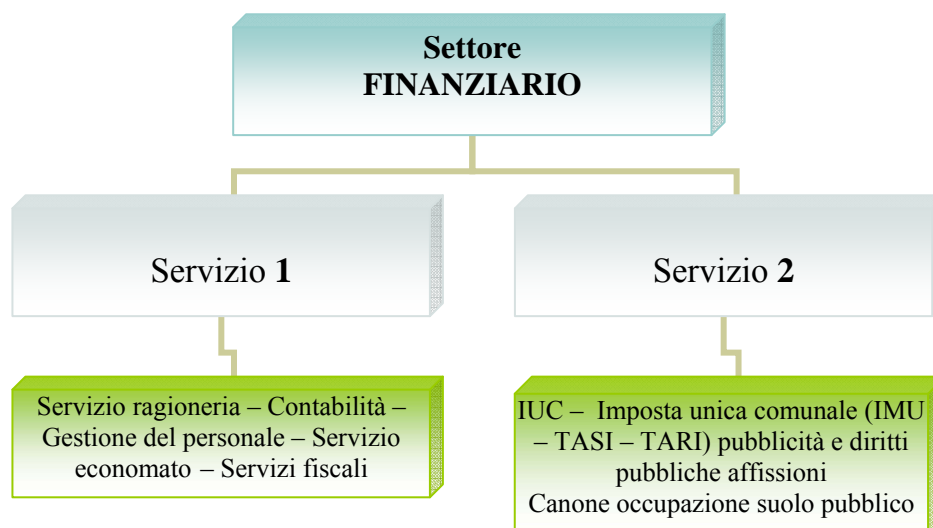 Settore
FINANZIARIO
Servizio 1
Servizio 2
Servizio ragioneria – Contabilità –
Gestione del personale – Servizio
economato – Servizi fiscali
IUC – Imposta unica comunale (IMU
– TASI – TARI) pubblicità e diritti
pubbliche affissioni
Canone occupazione suolo pubblico